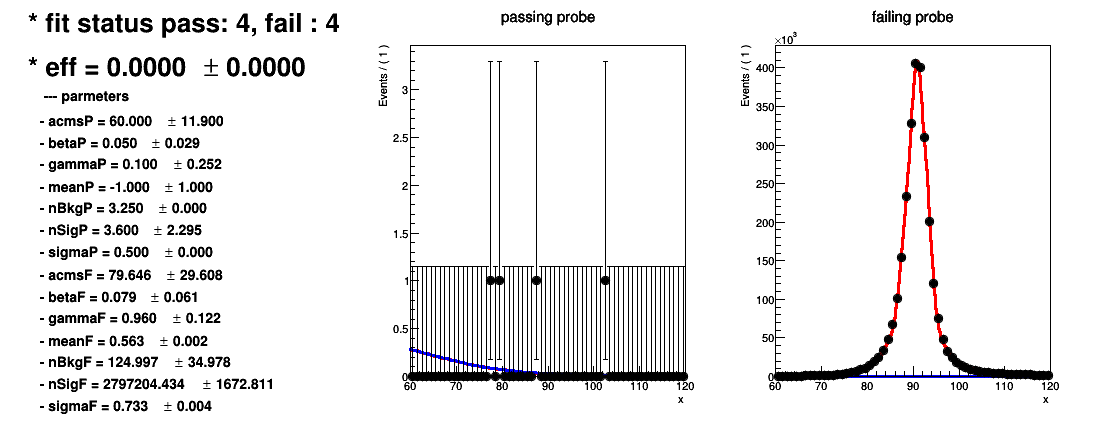 * fit status pass: 4, fail : 4
* eff = 0.0000 ± 0.0000
--- parmeters
- acmsP = 60.000 ± 11.900
- betaP = 0.050 ± 0.029
- gammaP = 0.100 ± 0.252
- meanP = -1.000 ± 1.000
- nBkgP = 3.250 ± 0.000
- nSigP = 3.600 ± 2.295
- sigmaP = 0.500 ± 0.000
- acmsF = 79.646 ± 29.608
- betaF = 0.079 ± 0.061
- gammaF = 0.960 ± 0.122
- meanF = 0.563 ± 0.002
- nBkgF = 124.997 ± 34.978
- nSigF = 2797204.434 ± 1672.811
- sigmaF = 0.733 ± 0.004
passing probe
Events / ( 1 )
3
2.5
2
1.5
1
0.5
0
60 70 80 90 100 110 120
x
failing probe
×10³
Events / ( 1 )
400
350
300
250
200
150
100
50
0
60 70 80 90 100 110 120
x